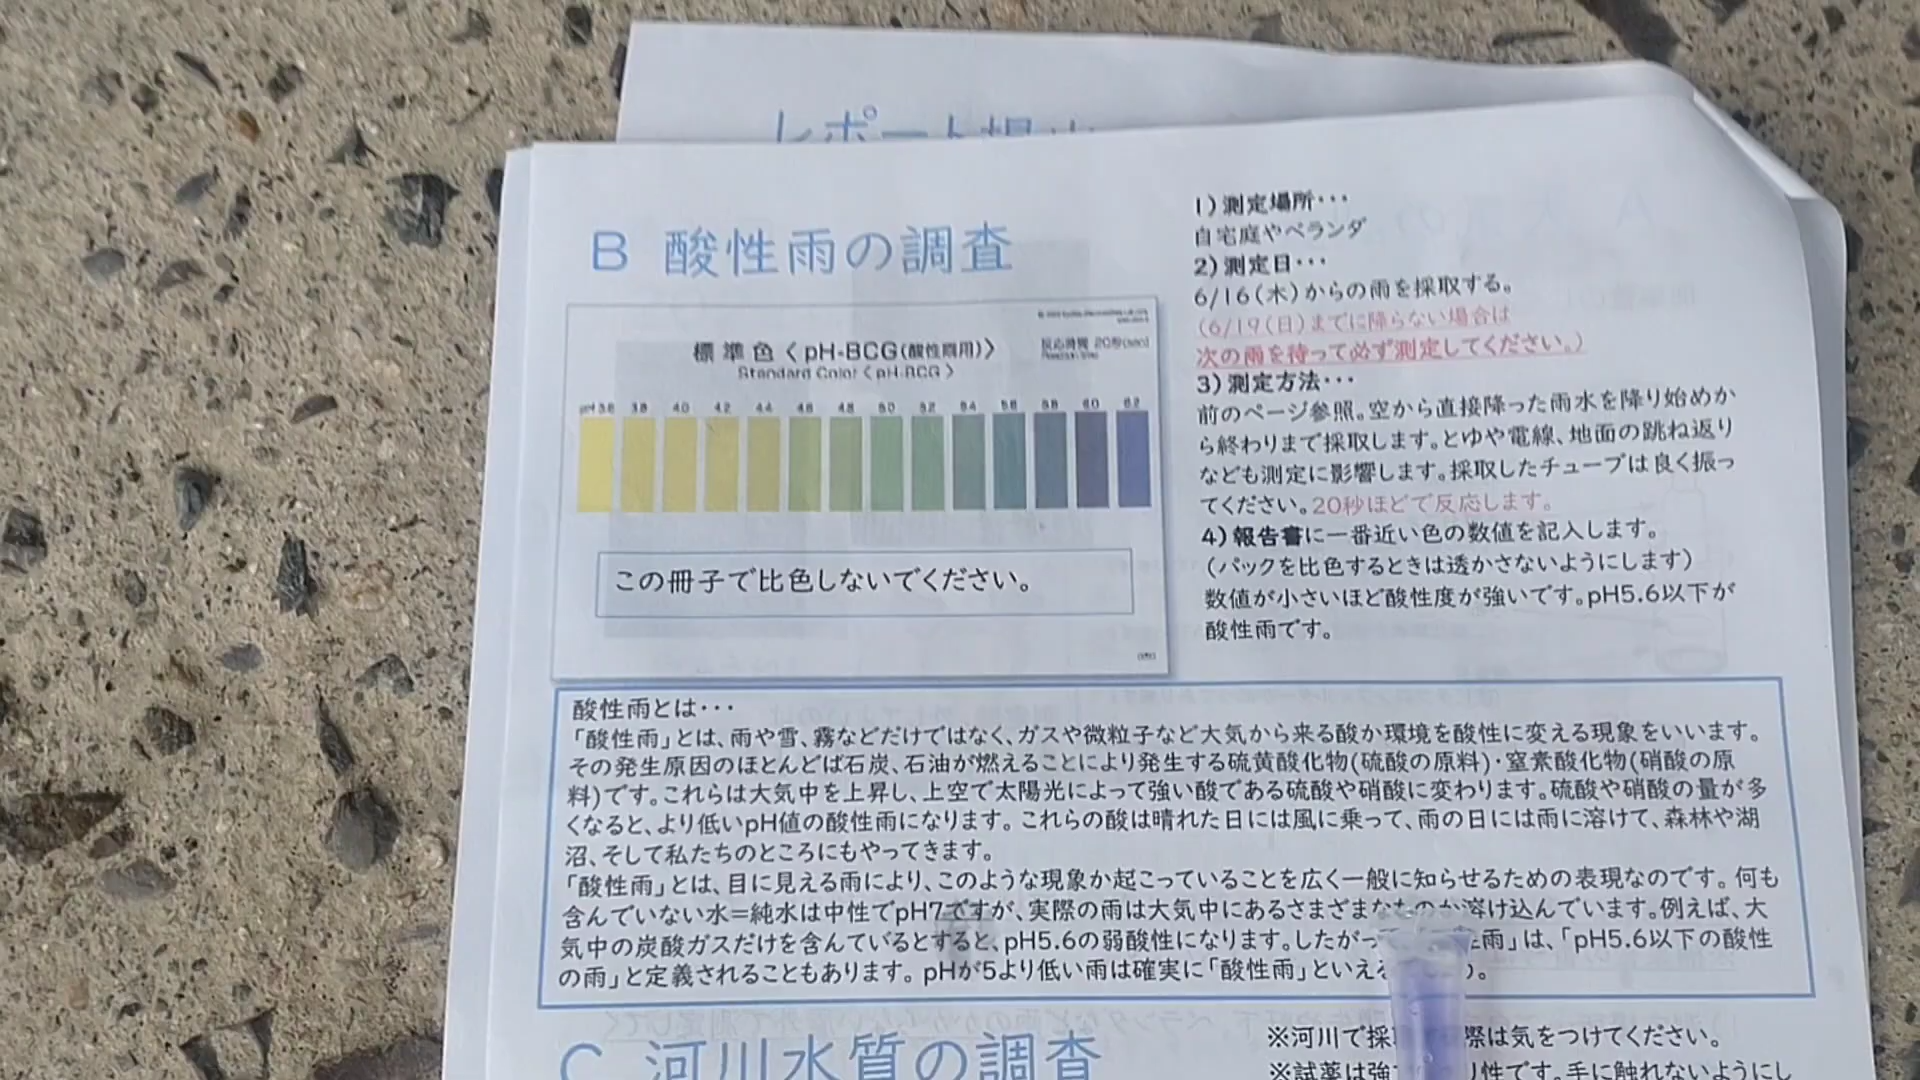 レポート提出
B 酸性雨の調査
標準色〈pH-BCG(酸性雨用)〉
Standard Color〈pH-BCG〉
反応時間 20秒(sec)
pH 3.6 3.8 4.0 4.2 4.4 4.6 4.8 5.0 5.2 5.4 5.6 5.8 6.0 6.2
この冊子で比色しないでください。
1)測定場所・・・
自宅庭やベランダ
2)測定日・・・
6/16(木)からの雨を採取する。
(6/19(日)までに降らない場合は
次の雨を待って必ず測定してください。)
3)測定方法・・・
前のページ参照。空から直接降った雨水を降り始めか
ら終わりまで採取します。とゆや電線、地面の跳ね返り
なども測定に影響します。採取したチューブは良く振っ
てください。20秒ほどで反応します。
4)報告書に一番近い色の数値を記入します。
(パックを比色するときは透かさないようにします)
数値が小さいほど酸性度が強いです。pH5.6以下が
酸性雨です。
酸性雨とは・・・
「酸性雨」とは、雨や雪、霧などだけではなく、ガスや微粒子など大気から来る酸か環境を酸性に変える現象をいいます。
その発生原因のほとんどば石炭、石油が燃えることにより発生する硫黄酸化物(硫酸の原料)・窒素酸化物(硝酸の原
料)です。これらは大気中を上昇し、上空で太陽光によって強い酸である硫酸や硝酸に変わります。硫酸や硝酸の量が多
くなると、より低いpH値の酸性雨になります。これらの酸は晴れた日には風に乗って、雨の日には雨に溶けて、森林や湖
沼、そして私たちのところにもやってきます。
「酸性雨」とは、目に見える雨により、このような現象か起こっていることを広く一般に知らせるための表現なのです。何も
含んでいない水=純水は中性でpH7ですが、実際の雨は大気中にあるさまざまなものか溶け込んでいます。例えば、大
気中の炭酸ガスだけを含んでいるとすると、pH5.6の弱酸性になります。したがっ 雨」は、「pH5.6以下の酸性
の雨」と定義されることもあります。pHが5より低い雨は確実に「酸性雨」といえる 。
C 河川水質の調査
※河川で採 際は気をつけてください。
※試薬は強 り性です。手に触れないようにし